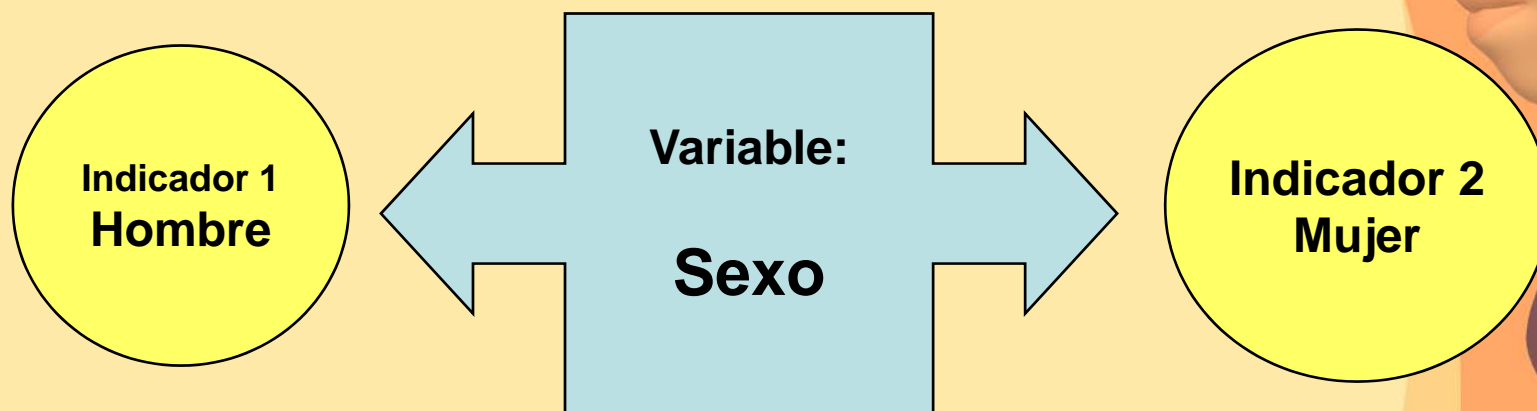 Indicador 1
Hombre
Variable:
Sexo
Indicador 2
Mujer